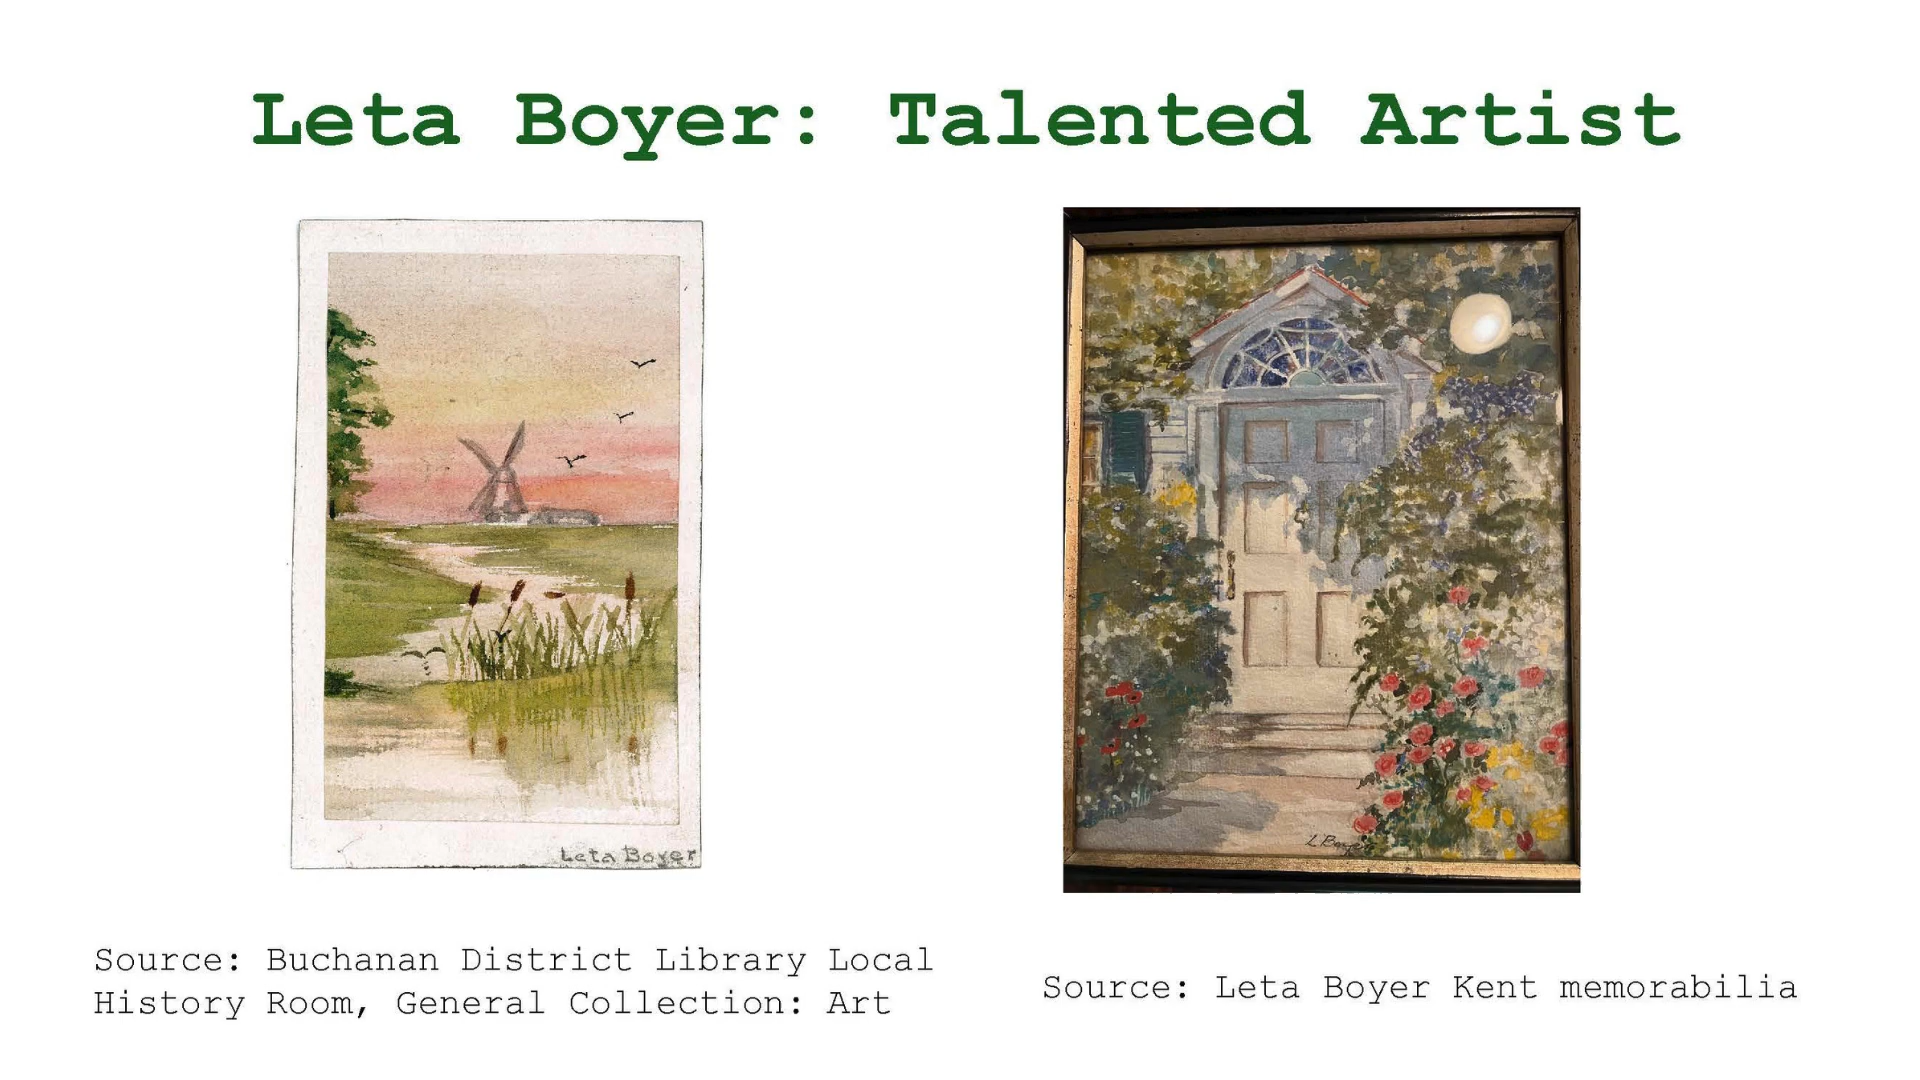 Leta Boyer: Talented Artist
Leta Boyer
L Boyer
Source: Buchanan District Library Local
History Room, General Collection: Art
Source: Leta Boyer Kent memorabilia